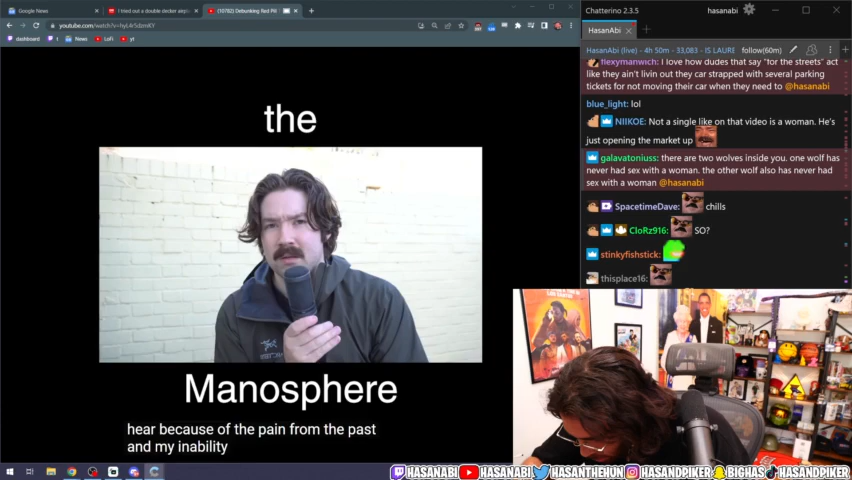 Google News
I tried out a double decker airpl
(10782) Debunking Red Pill
youtube.com/watch?v=hyL4rSdzmKY
dashboard
t
News
LoFi
yt
the
Manosphere
hear because of the pain from the past
and my inability
Chatterino 2.3.5
hasanabi
HasanAbi
HasanAbi (live) - 4h 50m - 33,083 - IS LAURE
follow(60m)
flexymanwich: I love how dudes that say "for the streets" act
like they ain't livin out they car strapped with several parking
tickets for not moving their car when they need to @hasanabi
blue_light: lol
NIIKOE: Not a single like on that video is a woman. He's
just opening the market up
galavatoniuss: there are two wolves inside you. one wolf has
never had sex with a woman. the other wolf also has never had
sex with a woman @hasanabi
SpacetimeDave: chills
CloRz916: SO?
stinkyfishstick:
thisplace16:
HASANABI HASANABI HASANTHEHUN HASANDPIKER BIGHAS HASANDPIKER